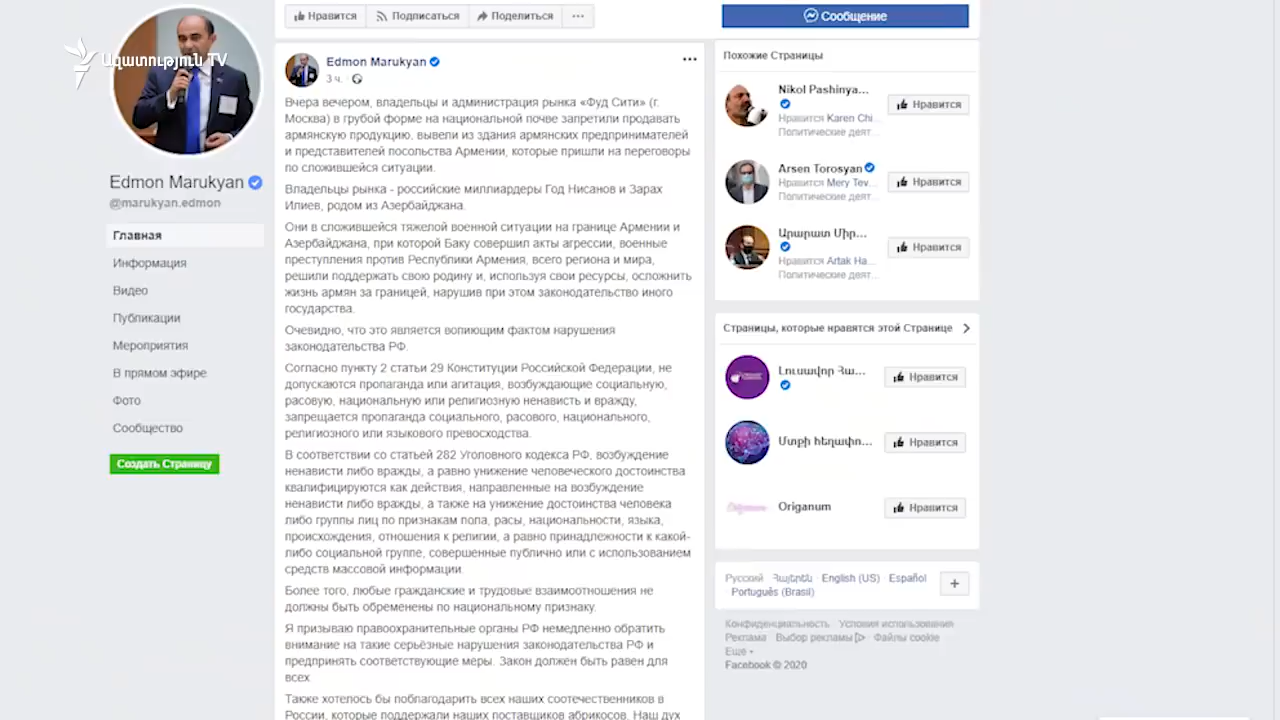 Ազատություն TV
Edmon Marukyan
@marukyan.edmon
Главная
Информация
Видео
Публикации
Мероприятия
В прямом эфире
Фото
Сообщество
Создать Страницу
Нравится
Подписаться
Поделиться
Edmon Marukyan
3 ч. ·
Вчера вечером, владельцы и администрация рынка «Фуд Сити» (г.
Москва) в грубой форме на национальной почве запретили продавать
армянскую продукцию, вывели из здания армянских предпринимателей
и представителей посольства Армении, которые пришли на переговоры
по сложившейся ситуации.
Владельцы рынка - российские миллиардеры Год Нисанов и Зарах
Илиев, родом из Азербайджана.
Они в сложившейся тяжелой военной ситуации на границе Армении и
Азербайджана, при которой Баку совершил акты агрессии, военные
преступления против Республики Армения, всего региона и мира,
решили поддержать свою родину и, используя свои ресурсы, осложнить
жизнь армян за границей, нарушив при этом законодательство иного
государства.
Очевидно, что это является вопиющим фактом нарушения
законодательства РФ.
Согласно пункту 2 статьи 29 Конституции Российской Федерации, не
допускаются пропаганда или агитация, возбуждающие социальную,
расовую, национальную или религиозную ненависть и вражду,
запрещается пропаганда социального, расового, национального,
религиозного или языкового превосходства.
В соответствии со статьей 282 Уголовного кодекса РФ, возбуждение
ненависти либо вражды, а равно унижение человеческого достоинства
квалифицируются как действия, направленные на возбуждение
ненависти либо вражды, а также на унижение достоинства человека
либо группы лиц по признакам пола, расы, национальности, языка,
происхождения, отношения к религии, а равно принадлежности к какой-
либо социальной группе, совершенные публично или с использованием
средств массовой информации.
Более того, любые гражданские и трудовые взаимоотношения не
должны быть обременены по национальному признаку.
Я призываю правоохранительные органы РФ немедленно обратить
внимание на такие серьёзные нарушения законодательства РФ и
предпринять соответствующие меры. Закон должен быть равен для
всех
Также хотелось бы поблагодарить всех наших соотечественников в
России, которые поддержали наших поставщиков абрикосов. Наш дух
Сообщение
Похожие Страницы
Nikol Pashinya...
Нравится Karen Chi...
Политические деят...
Нравится
Arsen Torosyan
Нравится Mery Tev...
Политические деят...
Нравится
Արարատ Միր...
Нравится Artak Ha...
Политические деят...
Нравится
Страницы, которые нравятся этой Странице
Լուսավոր Հա...
Нравится
Մտքի հեղափո...
Нравится
Origanum
Нравится
Русский Հայերեն English (US) Español
Português (Brasil)
Конфиденциальность Условия использования
Реклама Выбор рекламы Файлы cookie
Еще
Facebook © 2020